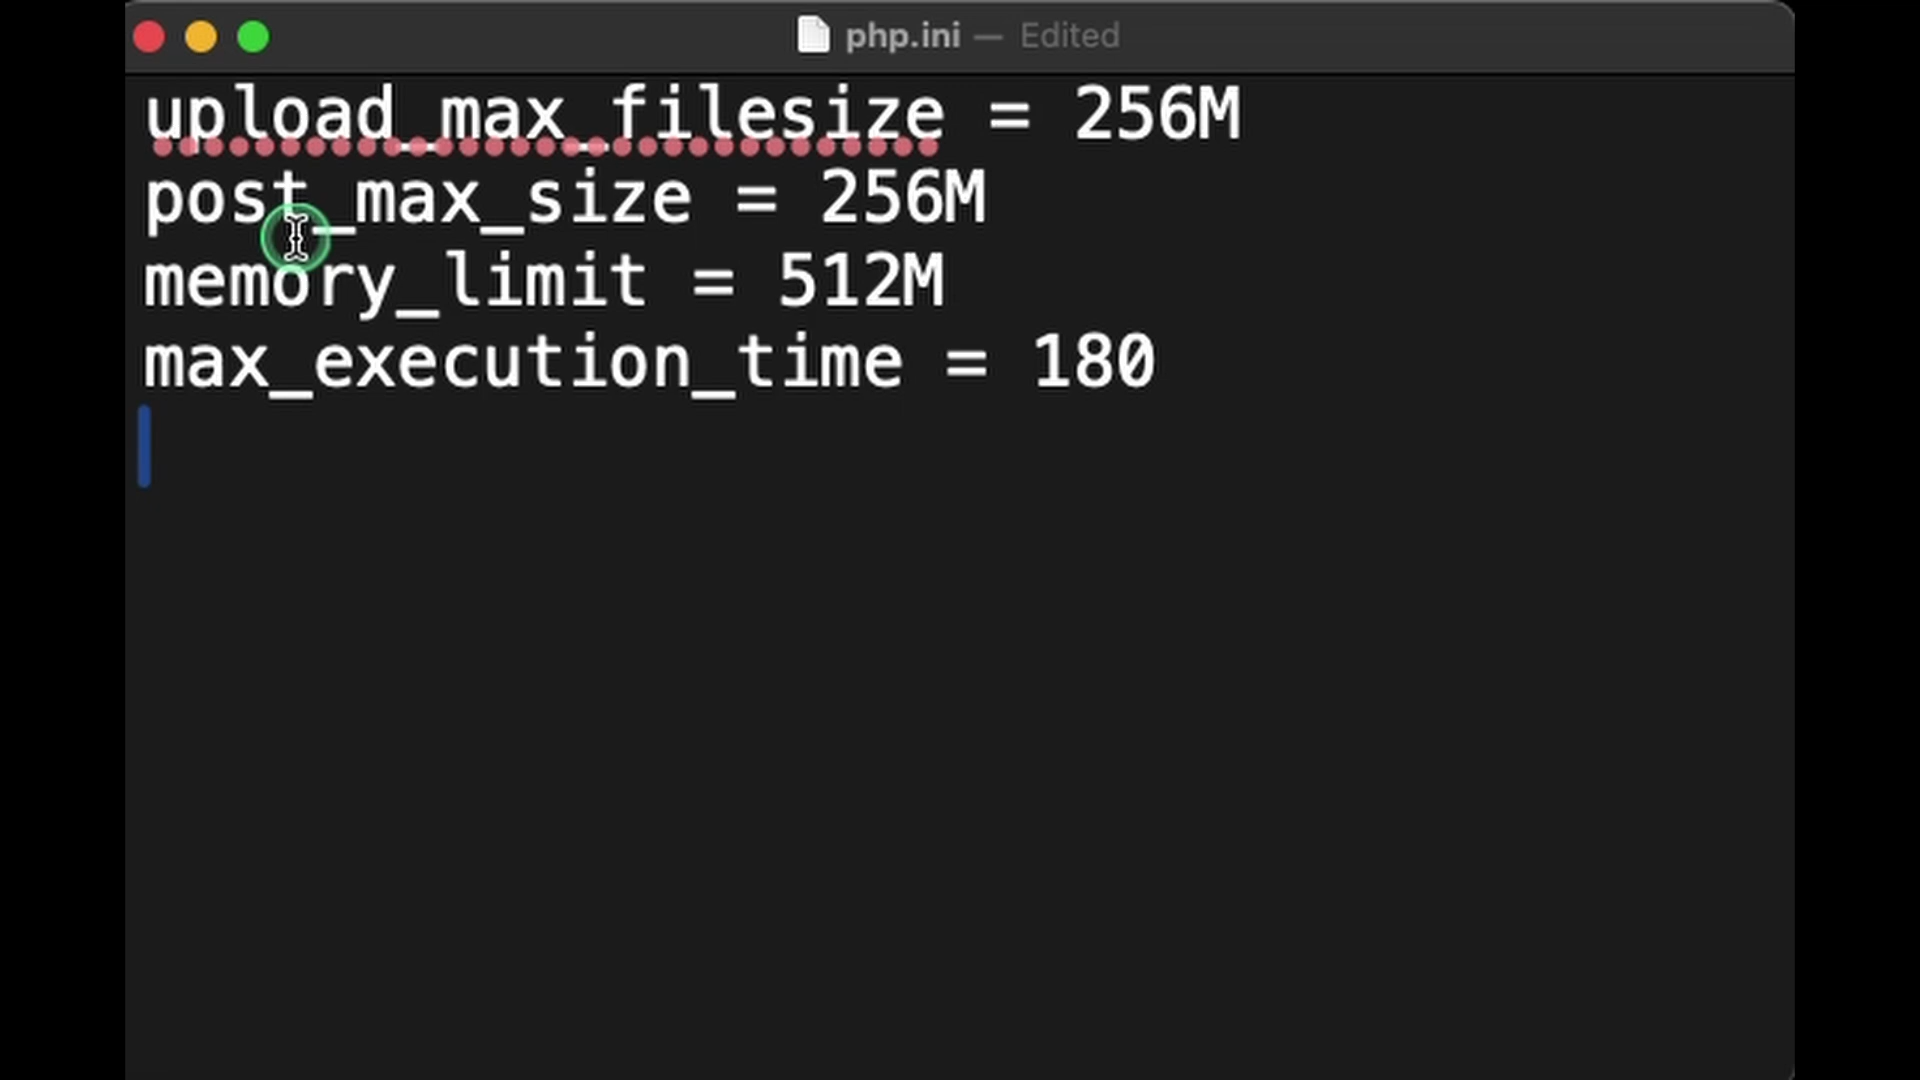 php.ini — Edited
upload_max_filesize = 256M
post_max_size = 256M
memory_limit = 512M
max_execution_time = 180